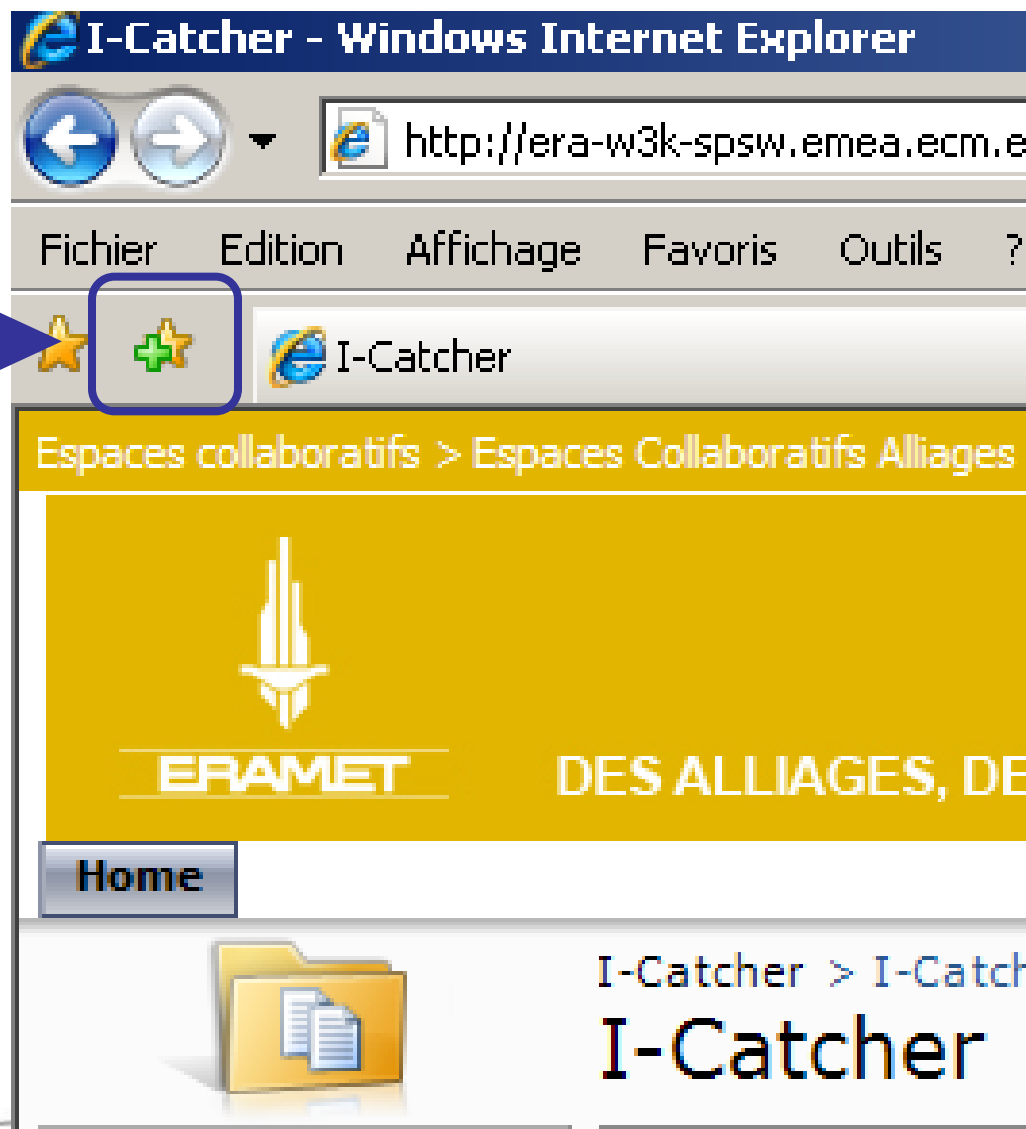 I-Catcher - Windows Internet Explorer
http://era-w3k-spsw.emea.ecm.e
Fichier Edition Affichage Favoris Outils ?
I-Catcher
Espaces collaboratifs > Espaces Collaboratifs Alliages
ERAMET
DES ALLIAGES, DE
Home
I-Catcher > I-Catch
I-Catcher